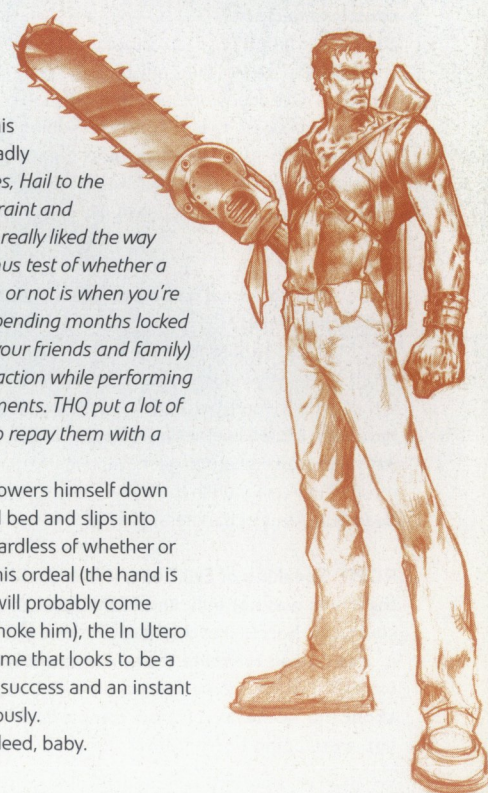 is
adly
es, Hail to the
raint and
really liked the way
us test of whether a
or not is when you're
pending months locked
your friends and family)
action while performing
ments. THQ put a lot of
o repay them with a
owers himself down
l bed and slips into
ardless of whether or
his ordeal (the hand is
will probably come
noke him), the In Utero
me that looks to be a
success and an instant
ously.
leed, baby.